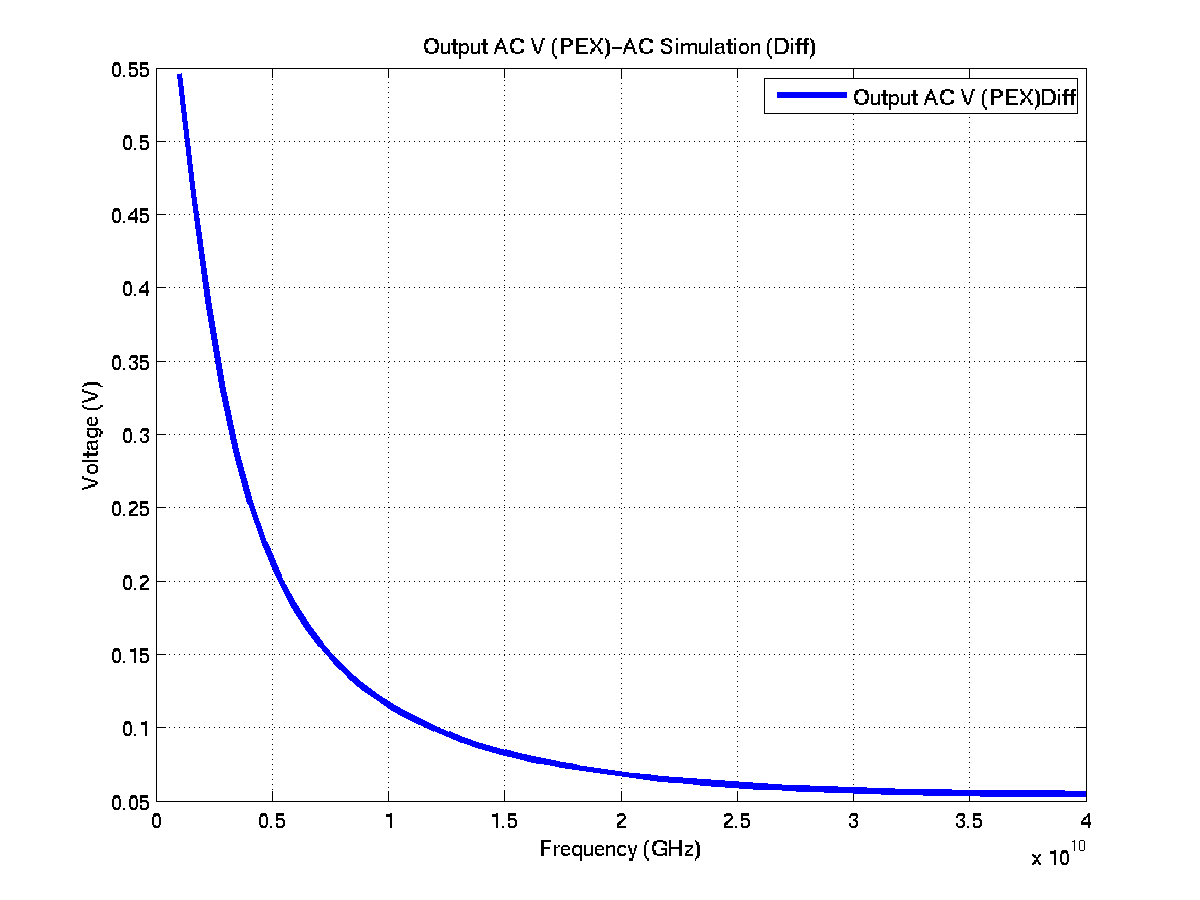 Output AC V (PEX)−AC Simulation (Diff)
Output AC V (PEX)Diff
0.55
0.5
0.45
0.4
0.35
0.3
0.25
0.2
0.15
0.1
0.05
Voltage (V)
0 0.5 1 1.5 2 2.5 3 3.5 4
Frequency (GHz)
x 10^10